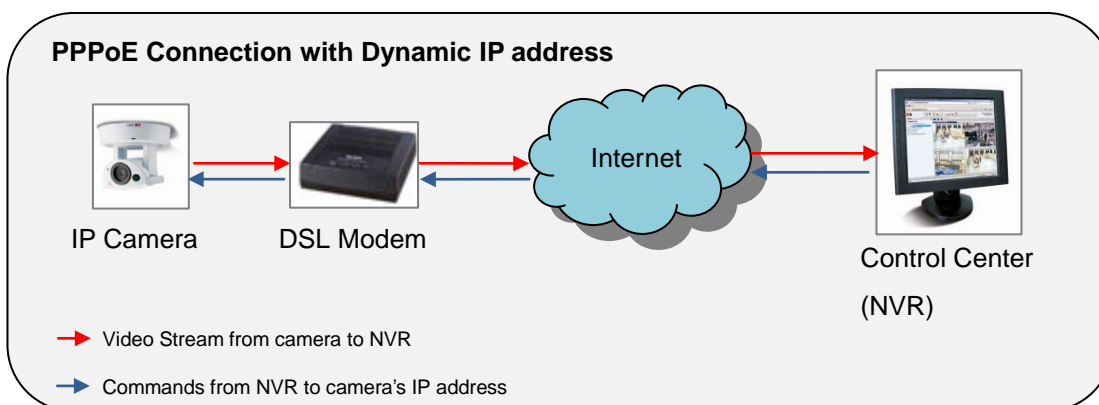 PPPoE Connection with Dynamic IP address
Internet
IP Camera
DSL Modem
Control Center
(NVR)
Video Stream from camera to NVR
Commands from NVR to camera's IP address